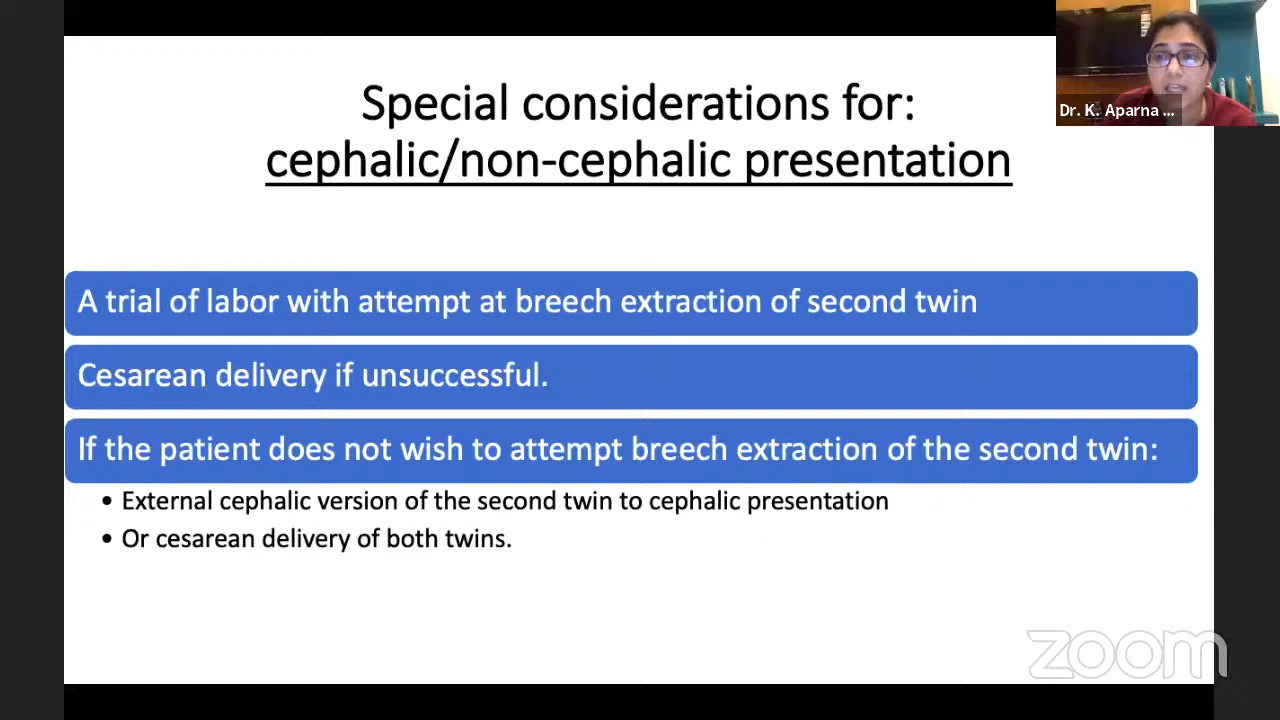 Special considerations for:
cephalic/non-cephalic presentation
Dr. K. Aparna ...
A trial of labor with attempt at breech extraction of second twin
Cesarean delivery if unsuccessful.
If the patient does not wish to attempt breech extraction of the second twin:
• External cephalic version of the second twin to cephalic presentation
• Or cesarean delivery of both twins.
zoom